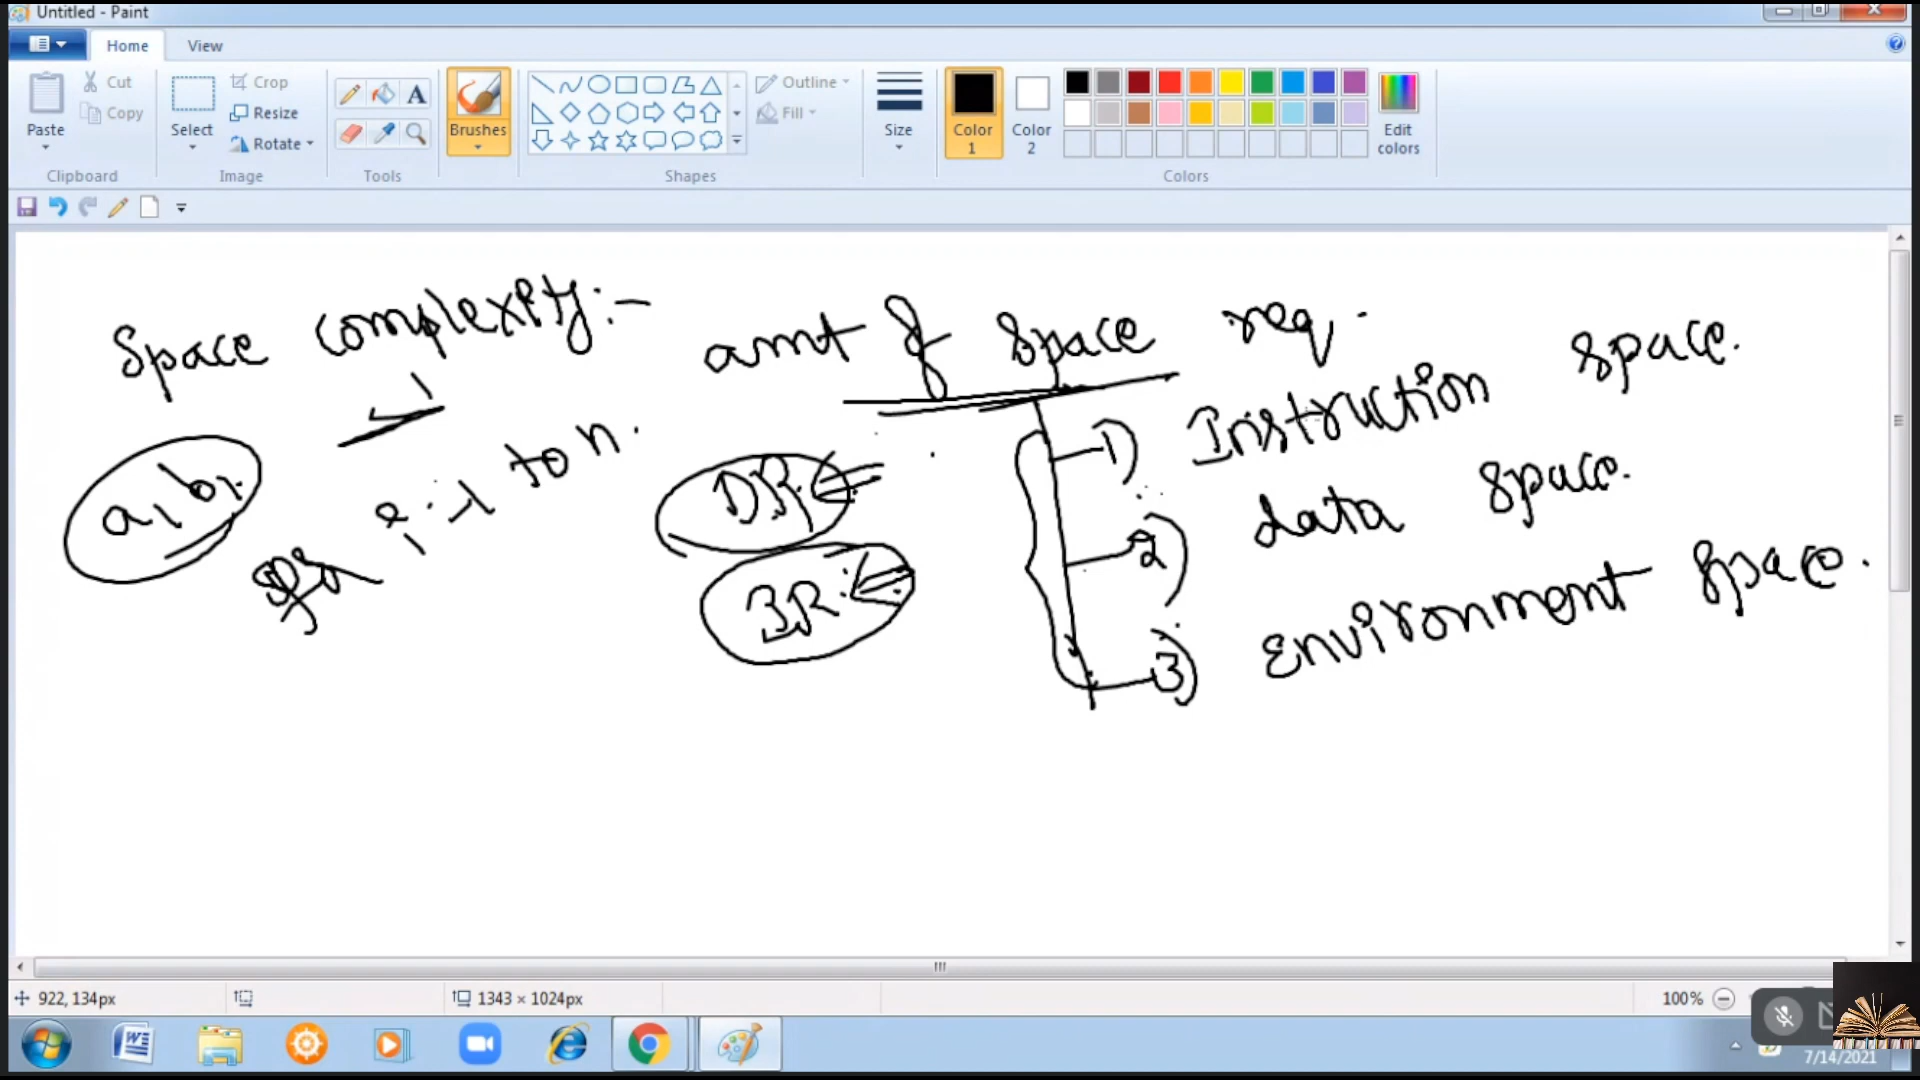 Untitled - Paint
Home View
Paste Cut Copy
Select Crop Resize Rotate
Brushes
Outline Fill
Size
Color 1
Color 2
Edit colors
Clipboard Image Tools Shapes Colors
Space complexity:- amt of space req.
1) Instruction space.
a, b.
for i:=1 to n.
DR.
2) data space.
BR.
3) environment space.
922, 134px
1343 × 1024px
100%
7/14/2021